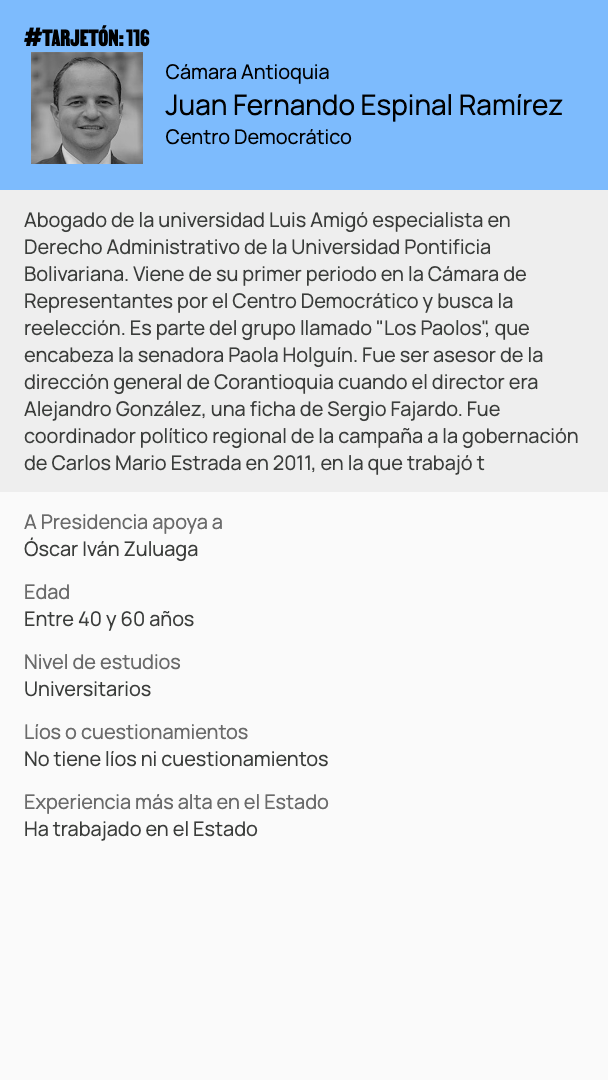 #TARJETÓN: 116
Cámara Antioquia
Juan Fernando Espinal Ramírez
Centro Democrático
Abogado de la universidad Luis Amigó especialista en
Derecho Administrativo de la Universidad Pontificia
Bolivariana. Viene de su primer periodo en la Cámara de
Representantes por el Centro Democrático y busca la
reelección. Es parte del grupo llamado "Los Paolos", que
encabeza la senadora Paola Holguín. Fue ser asesor de la
dirección general de Corantioquia cuando el director era
Alejandro González, una ficha de Sergio Fajardo. Fue
coordinador político regional de la campaña a la gobernación
de Carlos Mario Estrada en 2011, en la que trabajó t
A Presidencia apoya a
Óscar Iván Zuluaga
Edad
Entre 40 y 60 años
Nivel de estudios
Universitarios
Líos o cuestionamientos
No tiene líos ni cuestionamientos
Experiencia más alta en el Estado
Ha trabajado en el Estado